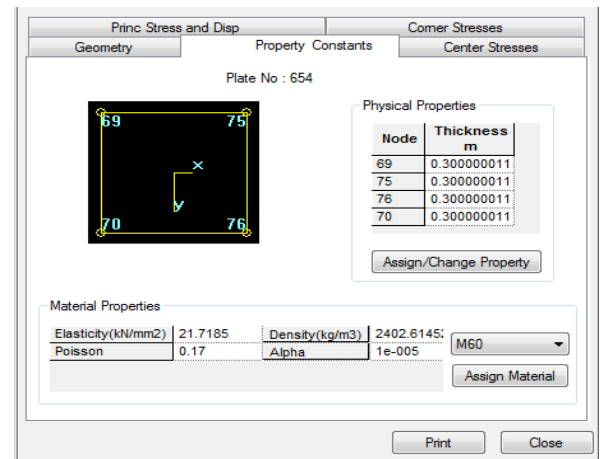 Princ Stress and Disp Corner Stresses
Geometry Property Constants Center Stresses
Plate No : 654
69 75
x
y
70 76
Physical Properties
Node Thickness m
69 0.300000011
75 0.300000011
76 0.300000011
70 0.300000011
Assign/Change Property
Material Properties
Elasticity(kN/mm2) 21.7185 Density(kg/m3) 2402.61452
Poisson 0.17 Alpha 1e-005
M60
Assign Material
Print Close